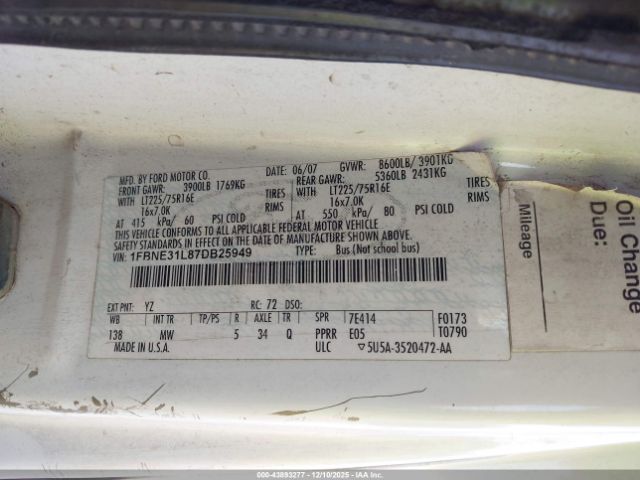 MFD. BY FORD MOTOR CO. DATE: 06/07 GVWR: 8600LB/ 3901KG
FRONT GAWR: 3900LB 1769KG REAR GAWR: 5360LB 2431KG
WITH LT225/75R16E TIRES WITH LT225/75R16E TIRES
16x7.0K RIMS 16x7.0K RIMS
AT 415 kPa/ 60 PSI COLD AT 550 kPa/ 80 PSI COLD
THIS VEHICLE CONFORMS TO ALL APPLICABLE FEDERAL MOTOR VEHICLE
SAFETY STANDARDS IN EFFECT ON THE DATE OF MANUFACTURE SHOWN ABOVE.
VIN: 1FBNE31L87DB25949 TYPE: Bus (Not school bus)
EXT PNT: YZ RC: 72 DSO:
WB INT TR TP/PS R AXLE TR SPR 7E414 F0173
138 MW 5 34 Q PPRR E05 T0790
MADE IN U.S.A. ULC ▽5U5A-3520472-AA
Oil Change
Due:
Mileage
IAAI 00-43893277 - 12/10/2025 - IAAI.COM